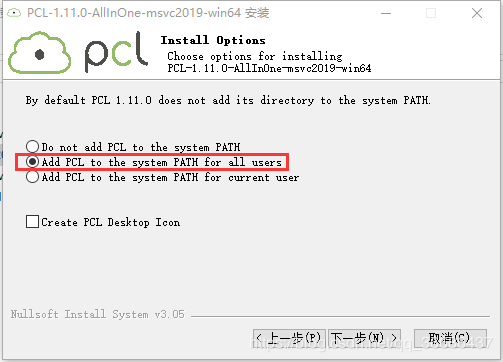 PCL-1.11.0-AllInOne-msvc2019-win64 安装
pcl
Install Options
Choose options for installing
PCL-1.11.0-AllInOne-msvc2019-win64
By default PCL 1.11.0 does not add its directory to the system PATH.
Do not add PCL to the system PATH
Add PCL to the system PATH for all users
Add PCL to the system PATH for current user
Create PCL Desktop Icon
Nullsoft Install System v3.05
< 上一步(P) 下一步(N) > 取消(C)